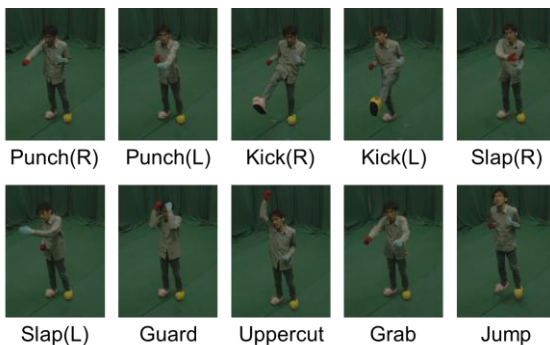 Punch(R) Punch(L) Kick(R) Kick(L) Slap(R)
Slap(L) Guard Uppercut Grab Jump